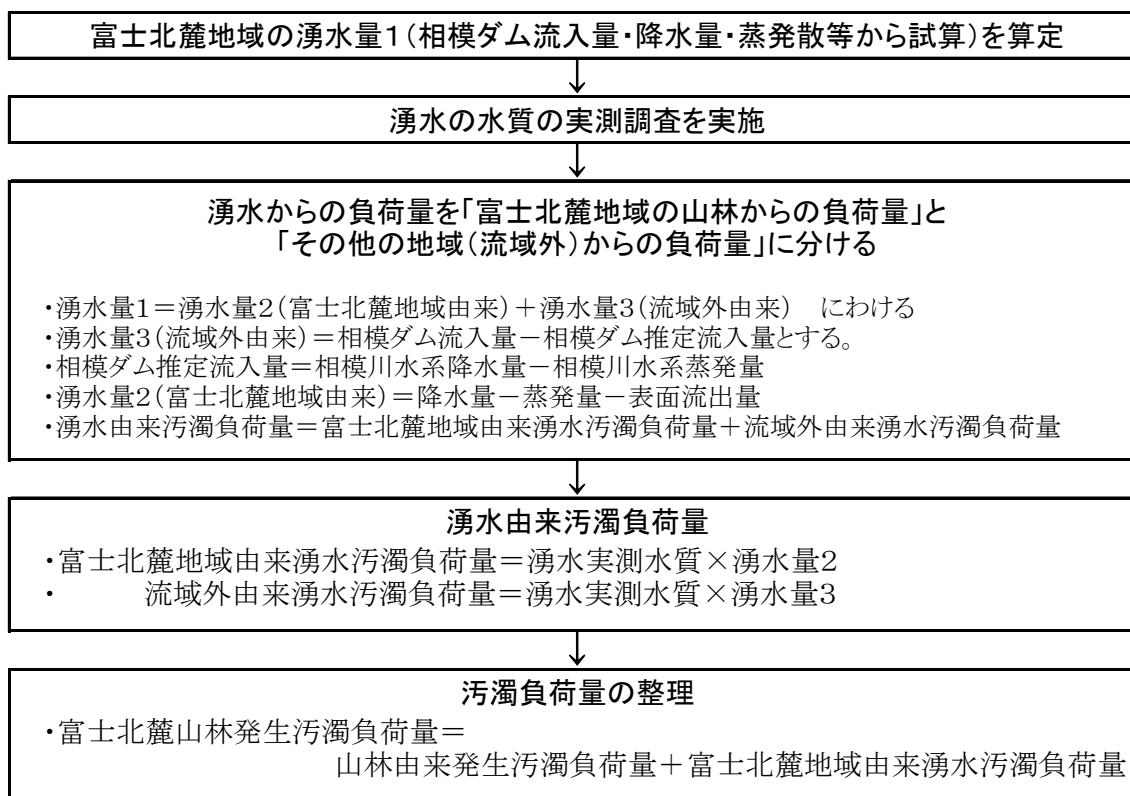 富士北麓地域の湧水量1(相模ダム流入量・降水量・蒸発散等から試算)を算定
湧水の水質の実測調査を実施
湧水からの負荷量を「富士北麓地域の山林からの負荷量」と
「その他の地域(流域外)からの負荷量」に分ける
・湧水量1=湧水量2(富士北麓地域由来)+湧水量3(流域外由来) にわける
・湧水量3(流域外由来)=相模ダム流入量-相模ダム推定流入量とする。
・相模ダム推定流入量=相模川水系降水量-相模川水系蒸発量
・湧水量2(富士北麓地域由来)=降水量-蒸発量-表面流出量
・湧水由来汚濁負荷量=富士北麓地域由来湧水汚濁負荷量+流域外由来湧水汚濁負荷量
湧水由来汚濁負荷量
・富士北麓地域由来湧水汚濁負荷量=湧水実測水質×湧水量2
・ 流域外由来湧水汚濁負荷量=湧水実測水質×湧水量3
汚濁負荷量の整理
・富士北麓山林発生汚濁負荷量=
山林由来発生汚濁負荷量+富士北麓地域由来湧水汚濁負荷量